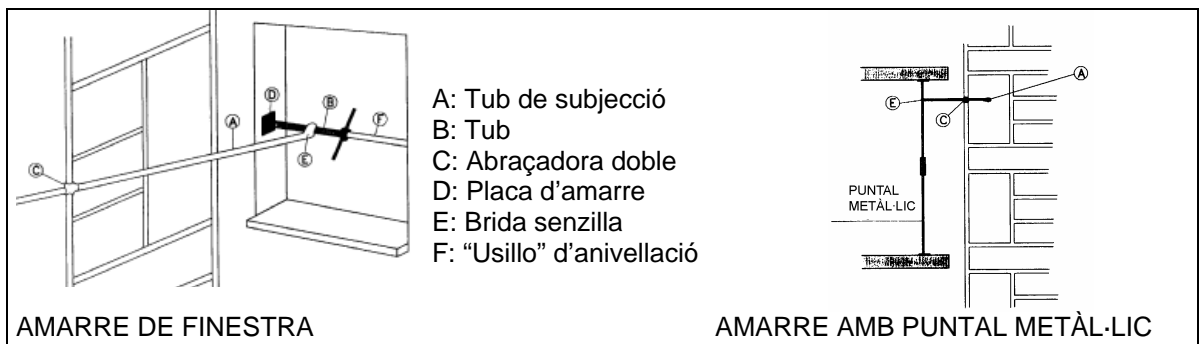 D
B
F
A
E
C
A: Tub de subjecció
B: Tub
C: Abraçadora doble
D: Placa d’amarre
E: Brida senzilla
F: “Usillo” d’anivellació
A
E
C
PUNTAL
METÀL·LIC
AMARRE DE FINESTRA
AMARRE AMB PUNTAL METÀL·LIC